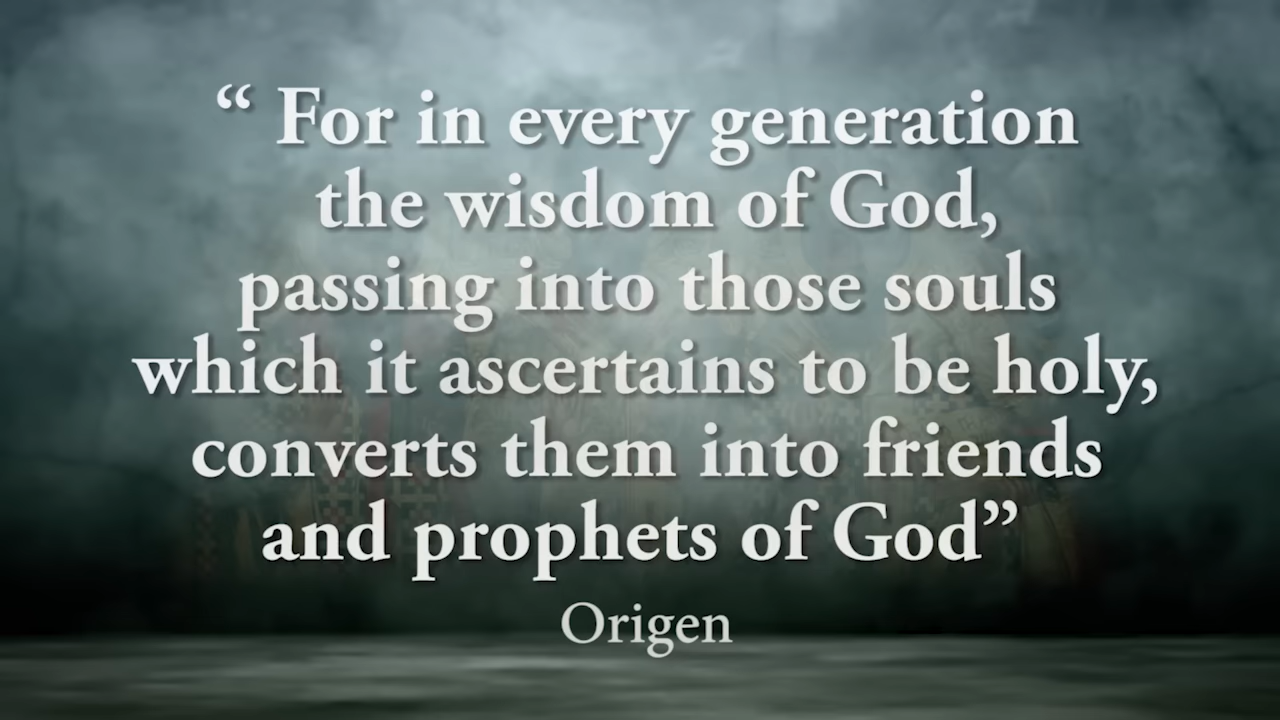 “ For in every generation
the wisdom of God,
passing into those souls
which it ascertains to be holy,
converts them into friends
and prophets of God”
Origen